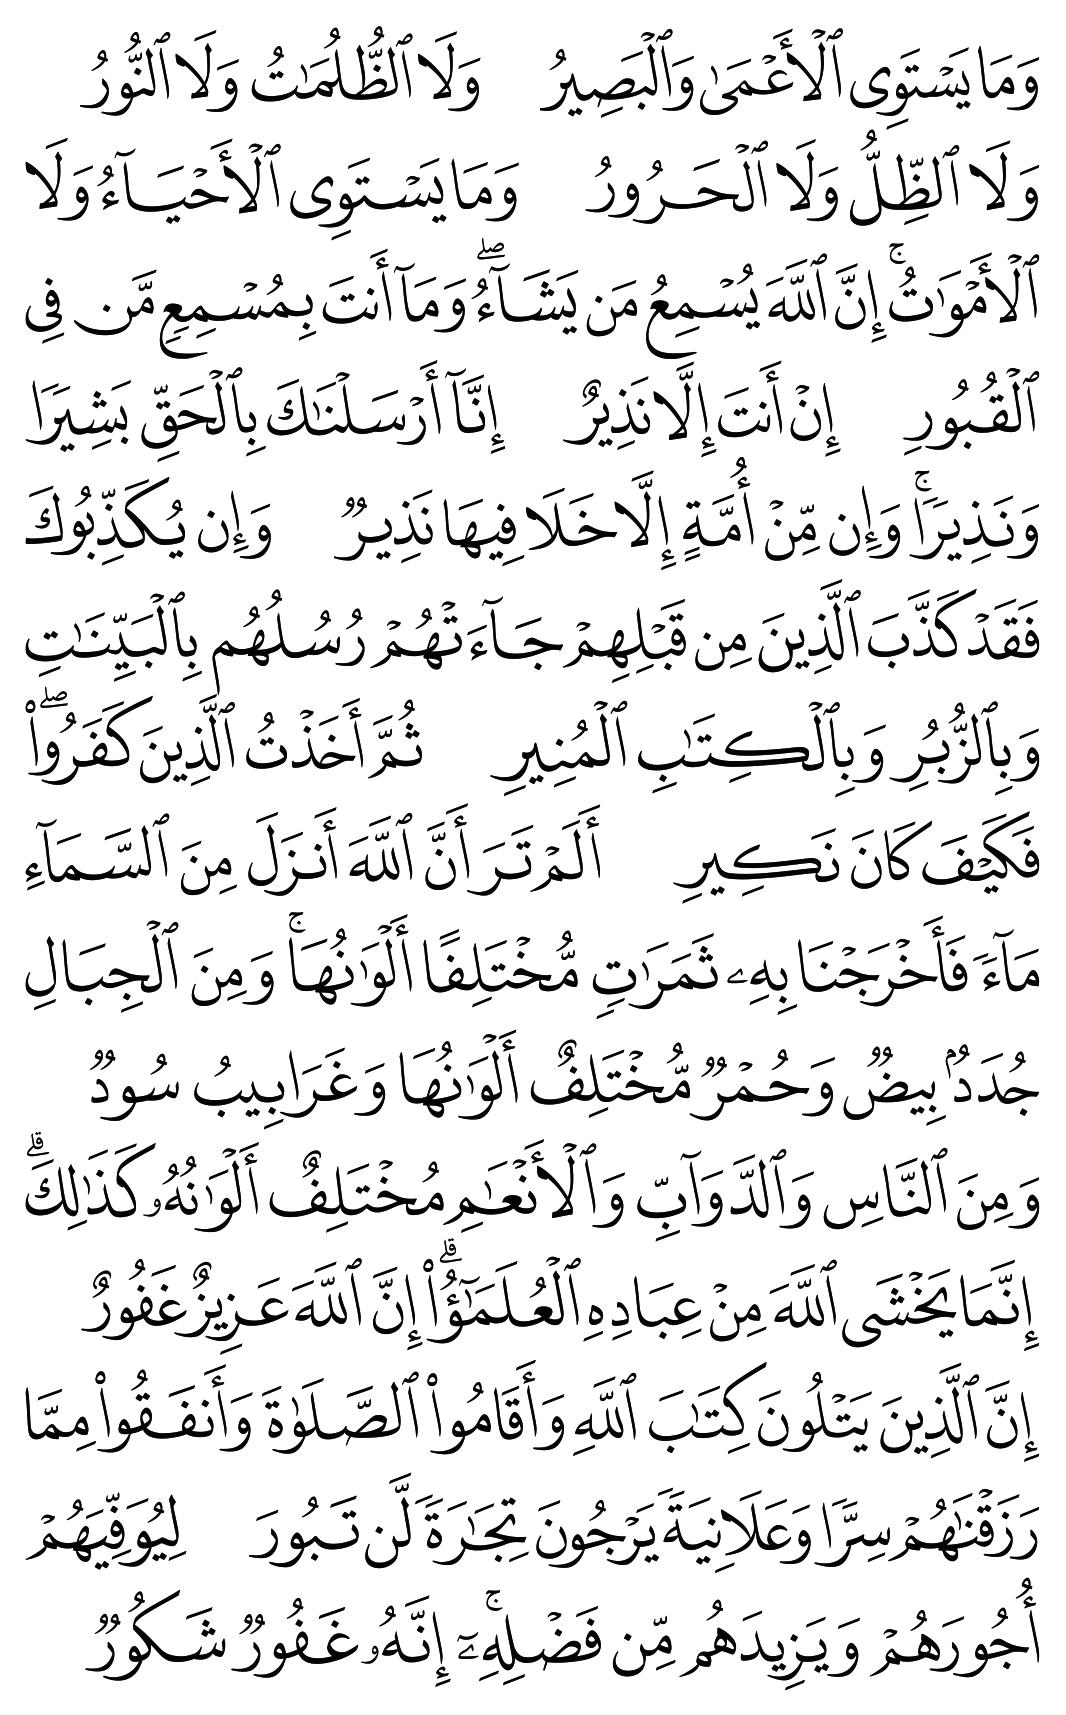 وَمَا يَسْتَوِى ٱلْأَعْمَىٰ وَٱلْبَصِيرُ وَلَا ٱلظُّلُمَـٰتُ وَلَا ٱلنُّورُ
وَلَا ٱلظِّلُّ وَلَا ٱلْحَرُورُ وَمَا يَسْتَوِى ٱلْأَحْيَآءُ وَلَا
ٱلْأَمْوَٰتُ ۚ إِنَّ ٱللَّهَ يُسْمِعُ مَن يَشَآءُ ۖ وَمَآ أَنتَ بِمُسْمِعٍ مَّن فِى
ٱلْقُبُورِ إِنْ أَنتَ إِلَّا نَذِيرٌ إِنَّآ أَرْسَلْنَـٰكَ بِٱلْحَقِّ بَشِيرًا
وَنَذِيرًا ۚ وَإِن مِّنْ أُمَّةٍ إِلَّا خَلَا فِيهَا نَذِيرٌ وَإِن يُكَذِّبُوكَ
فَقَدْ كَذَّبَ ٱلَّذِينَ مِن قَبْلِهِمْ جَآءَتْهُمْ رُسُلُهُم بِٱلْبَيِّنَـٰتِ
وَبِٱلزُّبُرِ وَبِٱلْكِتَـٰبِ ٱلْمُنِيرِ ثُمَّ أَخَذْتُ ٱلَّذِينَ كَفَرُوا۟ ۖ
فَكَيْفَ كَانَ نَكِيرِ أَلَمْ تَرَ أَنَّ ٱللَّهَ أَنزَلَ مِنَ ٱلسَّمَآءِ
مَآءً فَأَخْرَجْنَا بِهِۦ ثَمَرَٰتٍ مُّخْتَلِفًا أَلْوَٰنُهَا ۚ وَمِنَ ٱلْجِبَالِ
جُدَدٌۢ بِيضٌ وَحُمْرٌ مُّخْتَلِفٌ أَلْوَٰنُهَا وَغَرَابِيبُ سُودٌ
وَمِنَ ٱلنَّاسِ وَٱلدَّوَآبِّ وَٱلْأَنْعَـٰمِ مُخْتَلِفٌ أَلْوَٰنُهُۥ كَذَٰلِكَ ۗ
إِنَّمَا يَخْشَى ٱللَّهَ مِنْ عِبَادِهِ ٱلْعُلَمَـٰٓؤُا۟ ۗ إِنَّ ٱللَّهَ عَزِيزٌ غَفُورٌ
إِنَّ ٱلَّذِينَ يَتْلُونَ كِتَـٰبَ ٱللَّهِ وَأَقَامُوا۟ ٱلصَّلَوٰةَ وَأَنفَقُوا۟ مِمَّا
رَزَقْنَـٰهُمْ سِرًّا وَعَلَانِيَةً يَرْجُونَ تِجَـٰرَةً لَّن تَبُورَ لِيُوَفِّيَهُمْ
أُجُورَهُمْ وَيَزِيدَهُم مِّن فَضْلِهِۦٓ ۚ إِنَّهُۥ غَفُورٌ شَكُورٌ